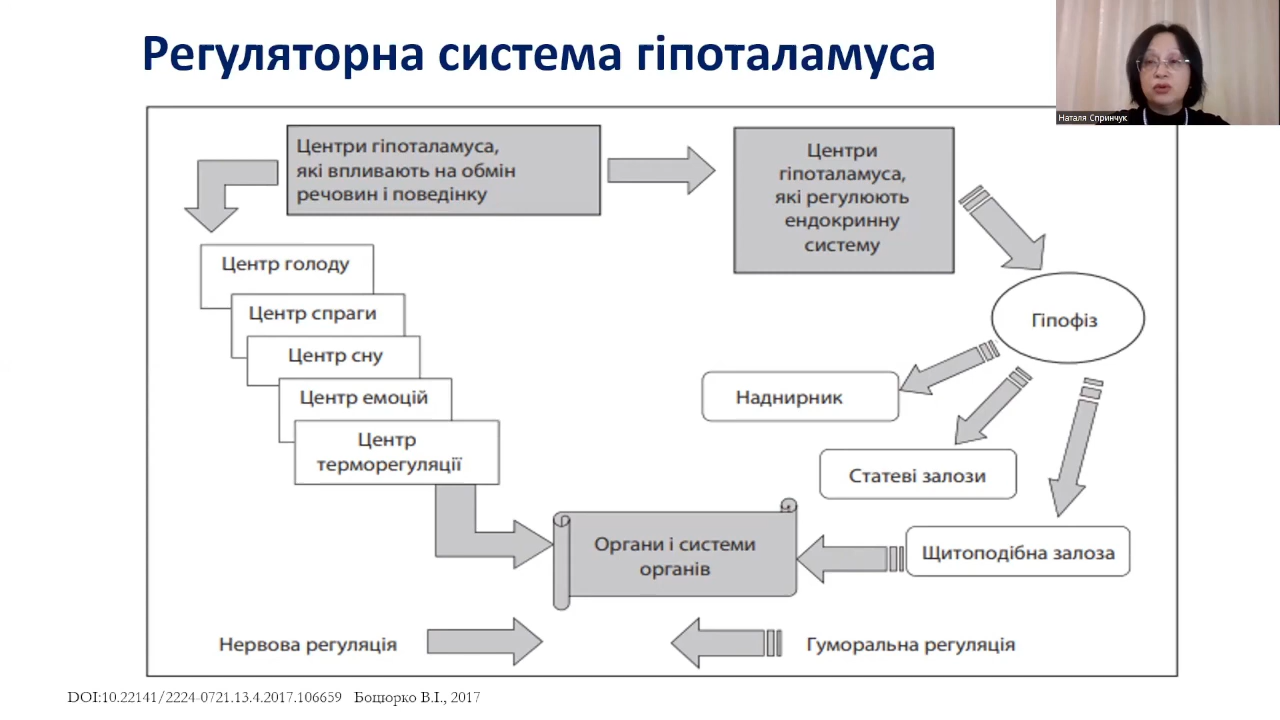 Регуляторна система гіпоталамуса
Наталя Спринчук
Центри гіпоталамуса,
які впливають на обмін
речовин і поведінку
Центри
гіпоталамуса,
які регулюють
ендокринну
систему
Центр голоду
Центр спраги
Центр сну
Центр емоцій
Центр
терморегуляції
Гіпофіз
Наднирник
Статеві залози
Щитоподібна залоза
Органи і системи
органів
Нервова регуляція
Гуморальна регуляція
DOI:10.22141/2224-0721.13.4.2017.106659 Боцюрко В.І., 2017